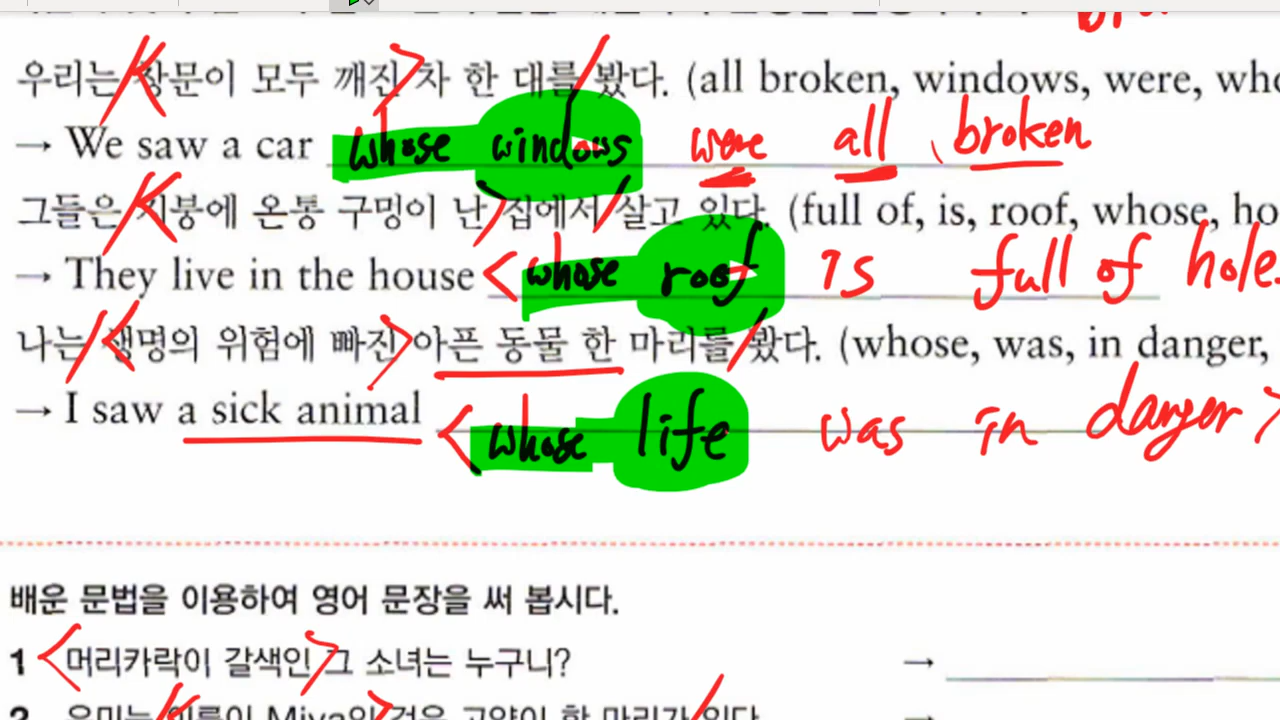 우리는 창문이 모두 깨진 차 한 대를 봤다. (all broken, windows, were,
→ We saw a car whose windows were all broken
그들은 지붕에 온통 구멍이 난 집에서 살고 있다. (full of, is, roof, whose,
→ They live in the house whose roof is full of hole
나는 생명의 위험에 빠진 아픈 동물 한 마리를 봤다. (whose, was, in danger,
→ I saw a sick animal whose life was in danger
배운 문법을 이용하여 영어 문장을 써 봅시다.
1 머리카락이 갈색인 그 소녀는 누구니? →